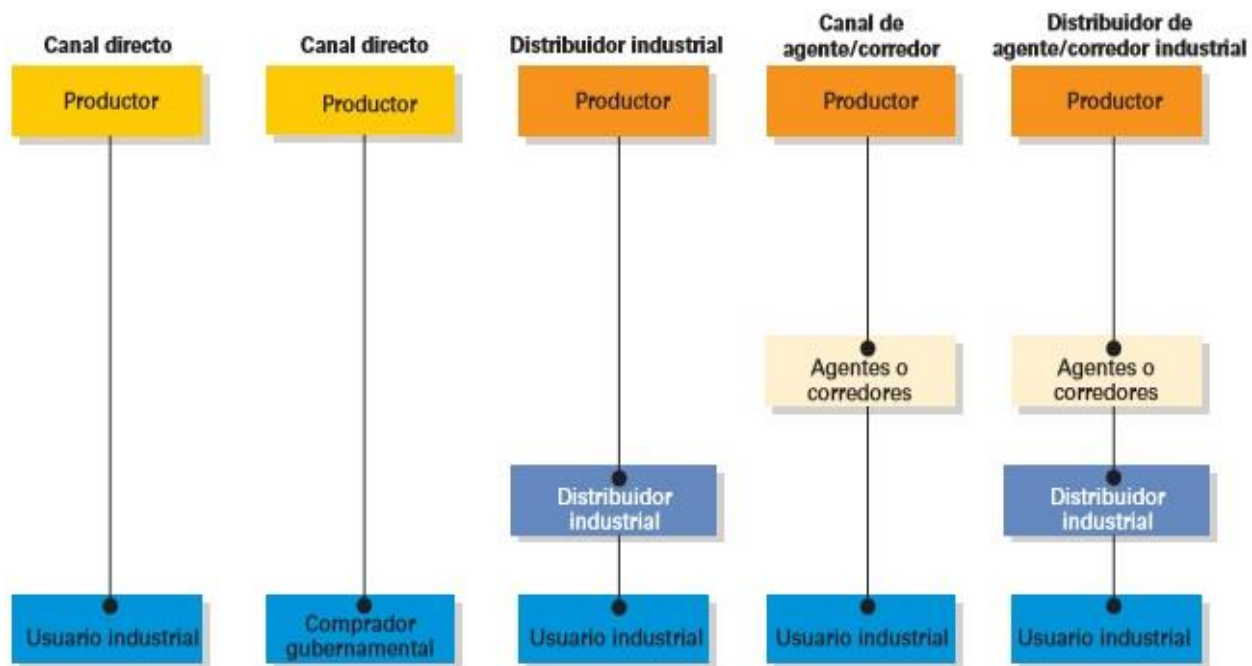 Canal directo
Productor
Usuario industrial
Canal directo
Productor
Comprador
gubernamental
Distribuidor industrial
Productor
Distribuidor
industrial
Usuario industrial
Canal de
agente/corredor
Productor
Agentes o
corredores
Usuario industrial
Distribuidor de
agente/corredor industrial
Productor
Agentes o
corredores
Distribuidor
industrial
Usuario industrial